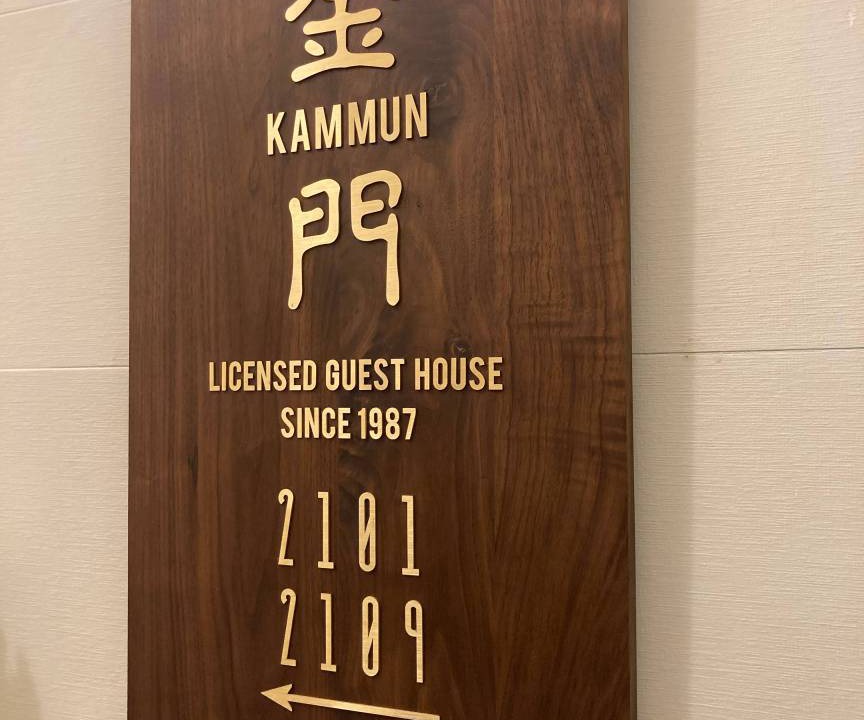 金
KAMMUN
門
LICENSED GUEST HOUSE
SINCE 1987
2101
2109